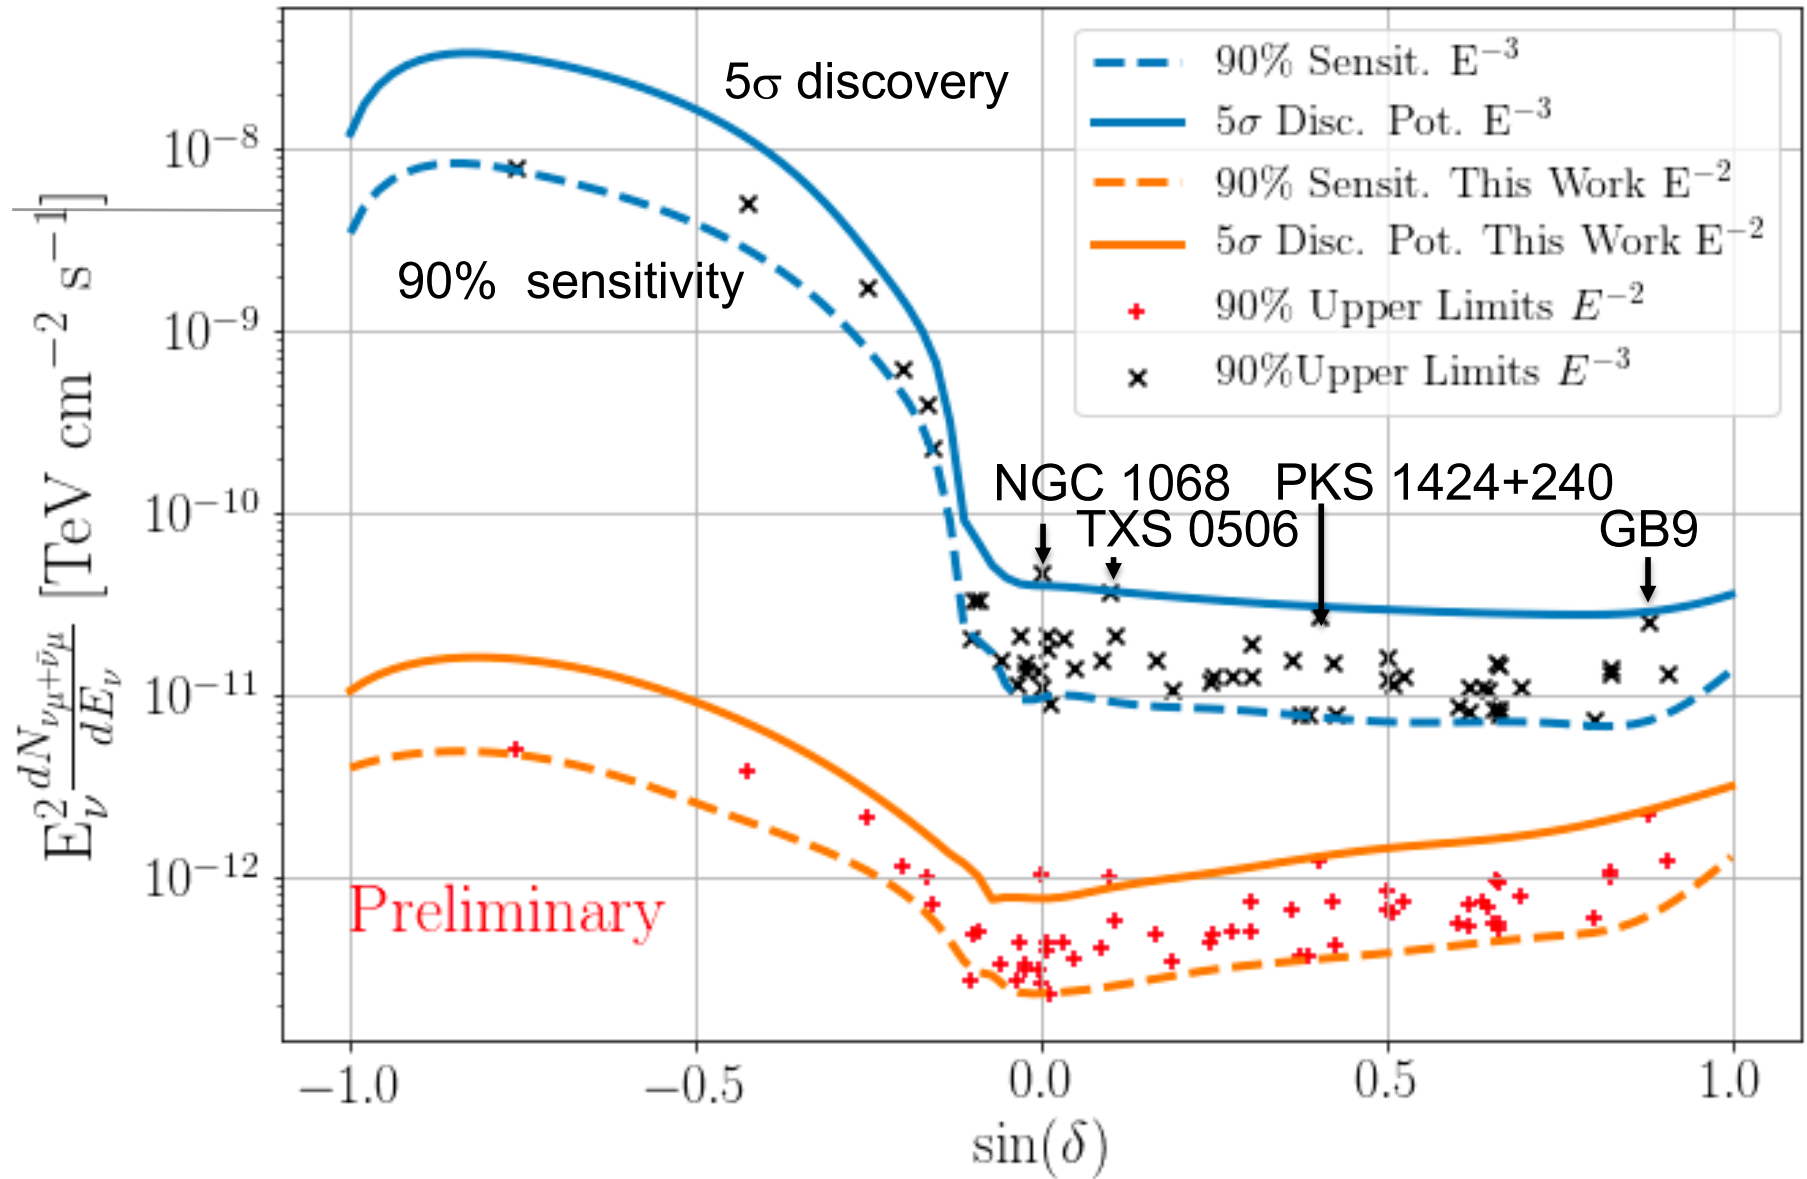 5σ discovery
90% sensitivity
90% Sensit. E⁻³
5σ Disc. Pot. E⁻³
90% Sensit. This Work E⁻²
5σ Disc. Pot. This Work E⁻²
90% Upper Limits E⁻²
90%Upper Limits E⁻³
NGC 1068
PKS 1424+240
TXS 0506
GB9
Preliminary
10⁻⁸
10⁻⁹
10⁻¹⁰
10⁻¹¹
10⁻¹²
E²_ν dN_{ν_μ+ν̄_μ}/dE_ν [TeV cm⁻² s⁻¹]
−1.0 −0.5 0.0 0.5 1.0
sin(δ)